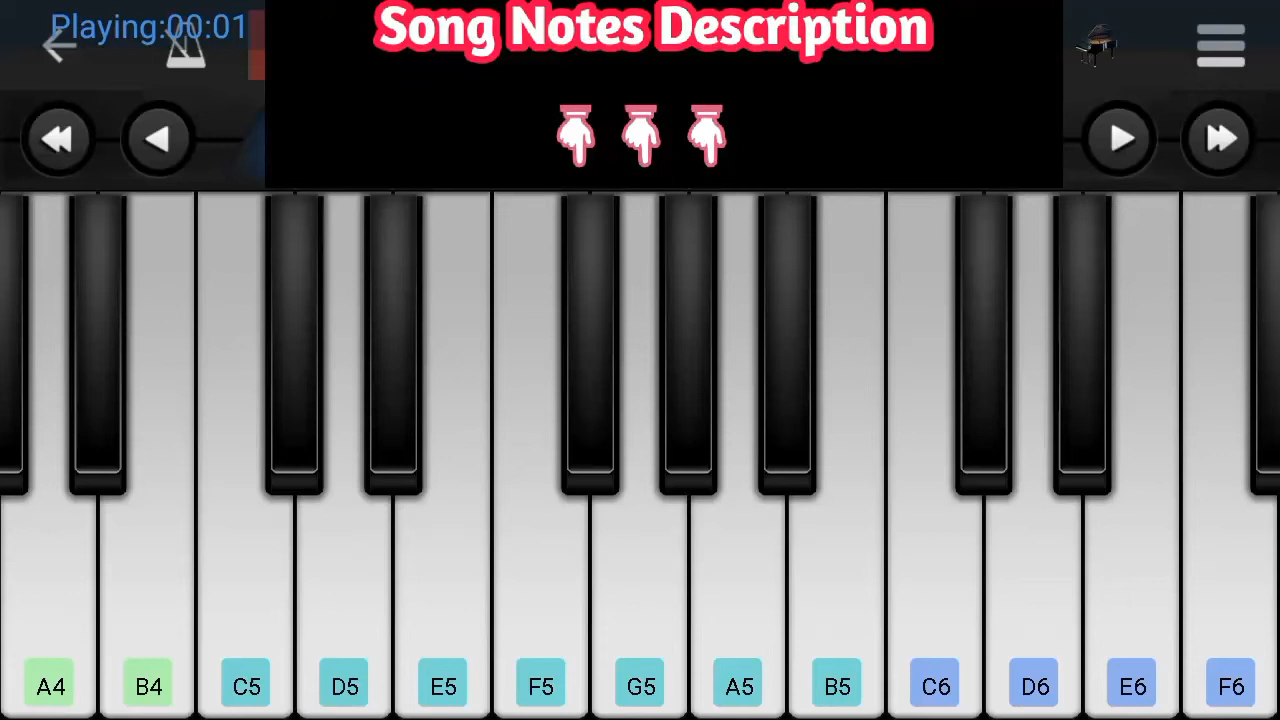 Playing:00:01
Song Notes Description
A4 B4 C5 D5 E5 F5 G5 A5 B5 C6 D6 E6 F6